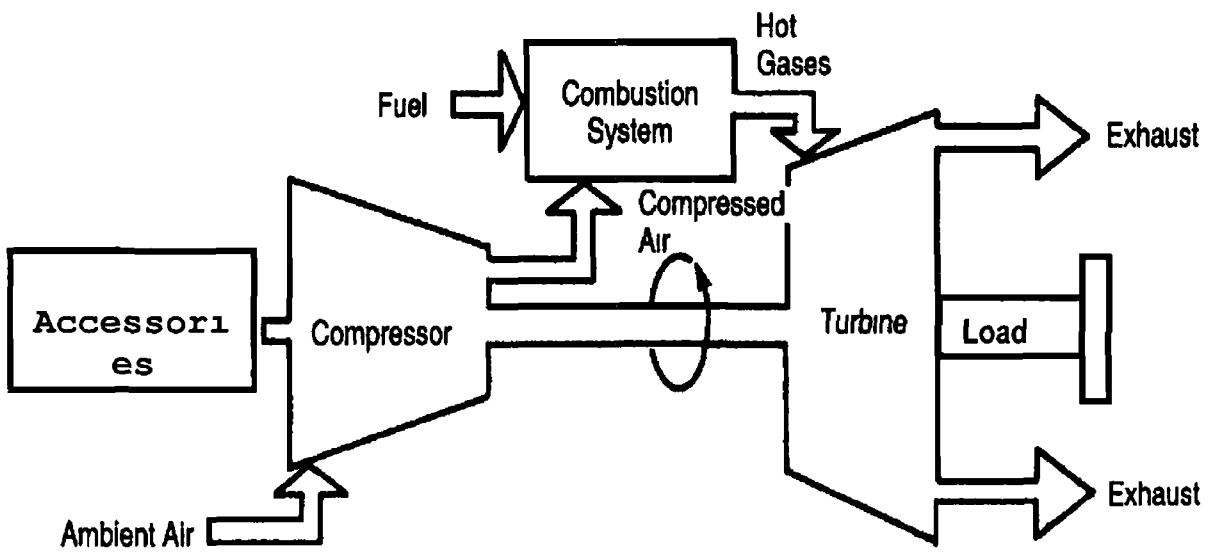 Hot
Gases
Fuel
Combustion
System
Exhaust
Compressed
Air
Accessori
es
Compressor
Turbine
Load
Ambient Air
Exhaust